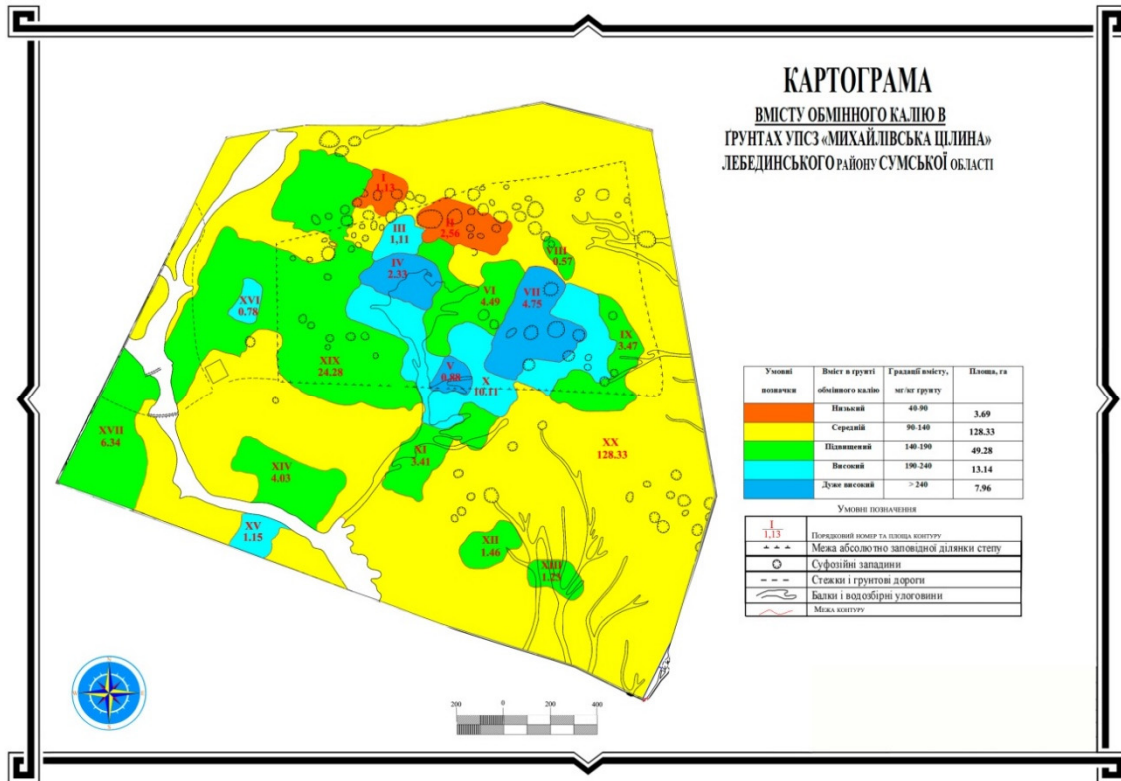 КАРТОГРАМА
ВМІСТУ ОБМІННОГО КАЛІЮ В
ҐРУНТАХ УПСЗ «МИХАЙЛІВСЬКА ЦІЛИНА»
ЛЕБЕДИНСЬКОГО РАЙОНУ СУМСЬКОЇ ОБЛАСТІ
I
1,13
II
2,56
III
1,11
IV
2.33
VIII
0.57
VI
4.49
VII
4.75
XVI
0.78
IX
3.47
XIX
24.28
V
0.88
X
10.11
XVII
6.34
XX
128.33
XI
3.41
XIV
4.03
XV
1.15
XII
1.46
XIII
1.25
Умовні позначки
Вміст в ґрунті обмінного калію
Градації вмісту, мг/кг ґрунту
Площа, га
Низький 40-90 3.69
Середній 90-140 128.33
Підвищений 140-190 49.28
Високий 190-240 13.14
Дуже високий > 240 7.96
Умовні позначення
I
1,13
Порядковий номер та площа контуру
Межа абсолютно заповідної ділянки степу
Суфозійні западини
Стежки і грунтові дороги
Балки і водозбірні улоговини
Межа контуру
200 0 200 400